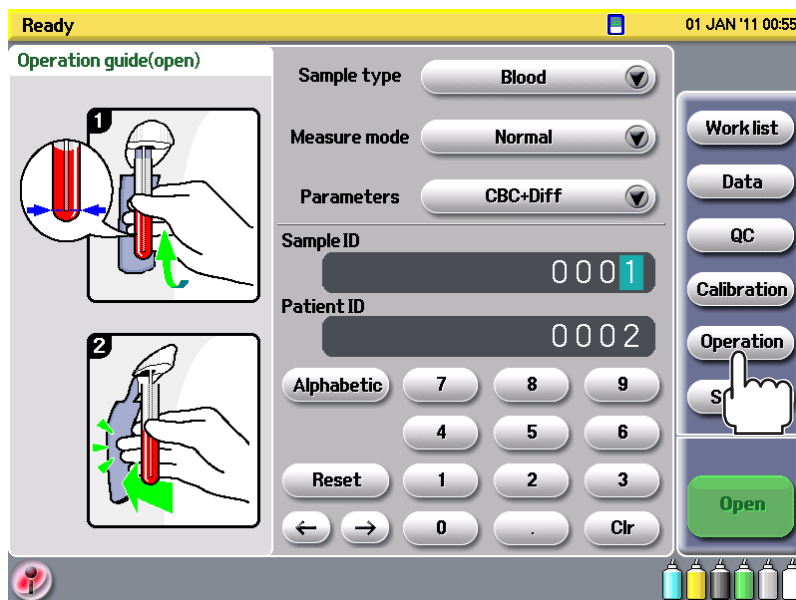 Ready
01 JAN '11 00:55
Operation guide(open)
1
2
Sample type
Blood
Measure mode
Normal
Parameters
CBC+Diff
Sample ID
0001
Patient ID
0002
Alphabetic
7
8
9
4
5
6
Reset
1
2
3
←
→
0
.
Clr
Work list
Data
QC
Calibration
Operation
Open